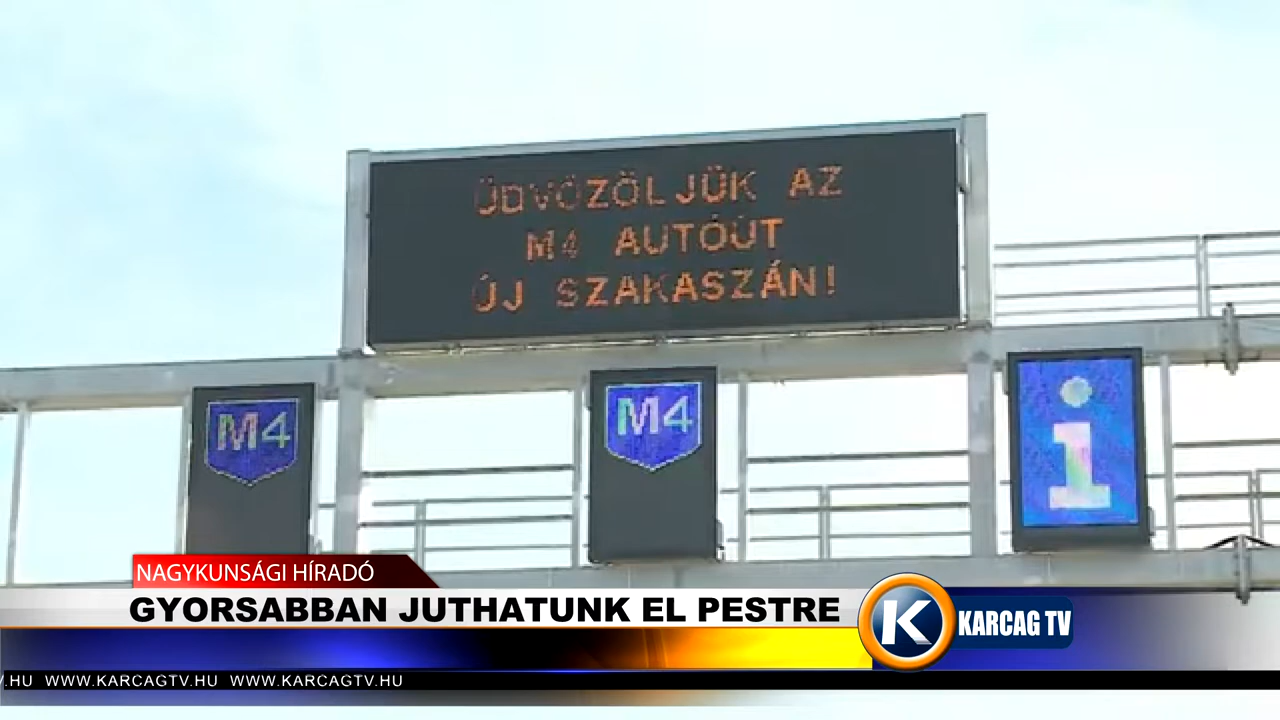 ÜDVÖZÖLJÜK AZ
M4 AUTÓÚT
ÚJ SZAKASZÁN!
M4
M4
i
NAGYKUNSÁGI HÍRADÓ
GYORSABBAN JUTHATUNK EL PESTRE
K KARCAG TV
.HU WWW.KARCAGTV.HU WWW.KARCAGTV.HU